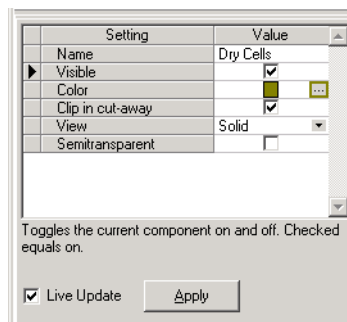 Setting Value
Name Dry Cells
Visible
Color ...
Clip in cut-away
View Solid
Semitransparent
Toggles the current component on and off. Checked
equals on.
Live Update Apply